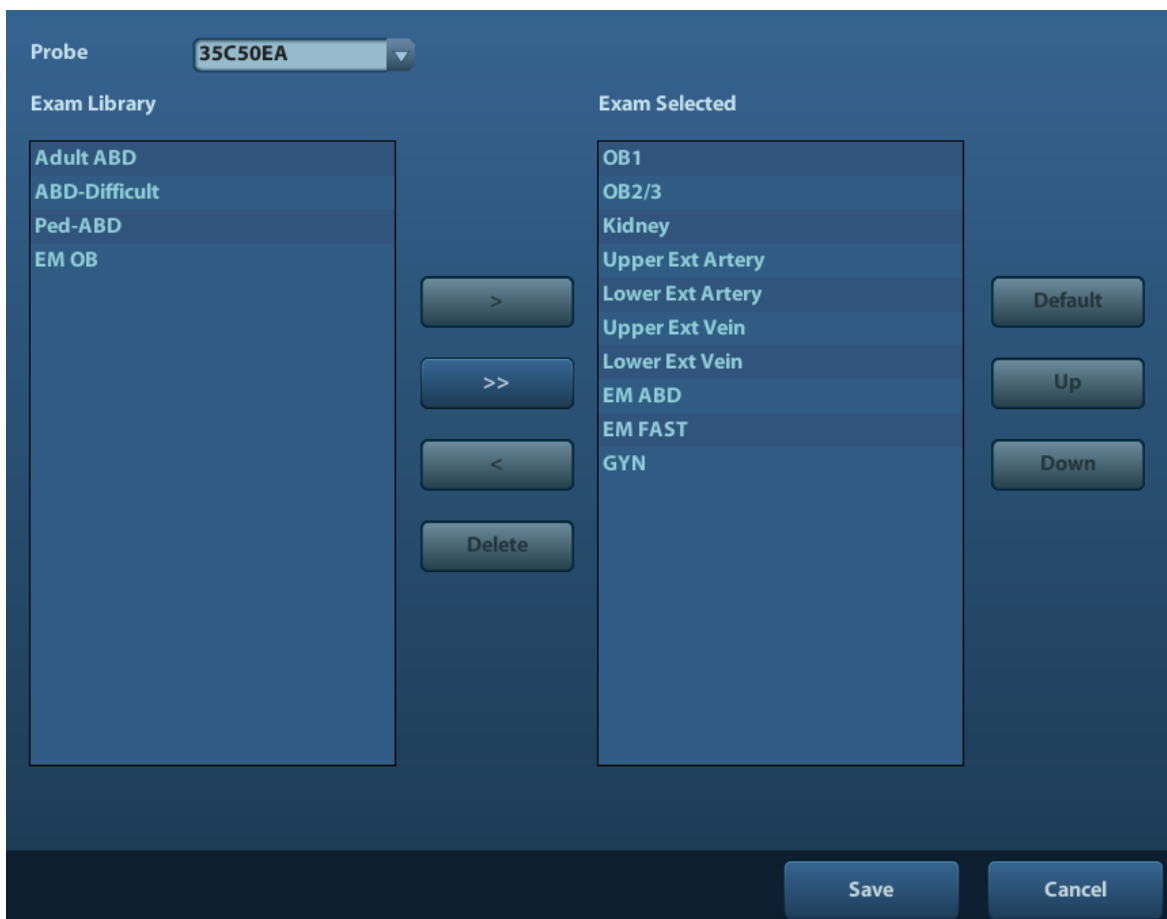 Probe
35C50EA
Exam Library
Exam Selected
Adult ABD
ABD-Difficult
Ped-ABD
EM OB
>
>>
<
Delete
OB1
OB2/3
Kidney
Upper Ext Artery
Lower Ext Artery
Upper Ext Vein
Lower Ext Vein
EM ABD
EM FAST
GYN
Default
Up
Down
Save
Cancel